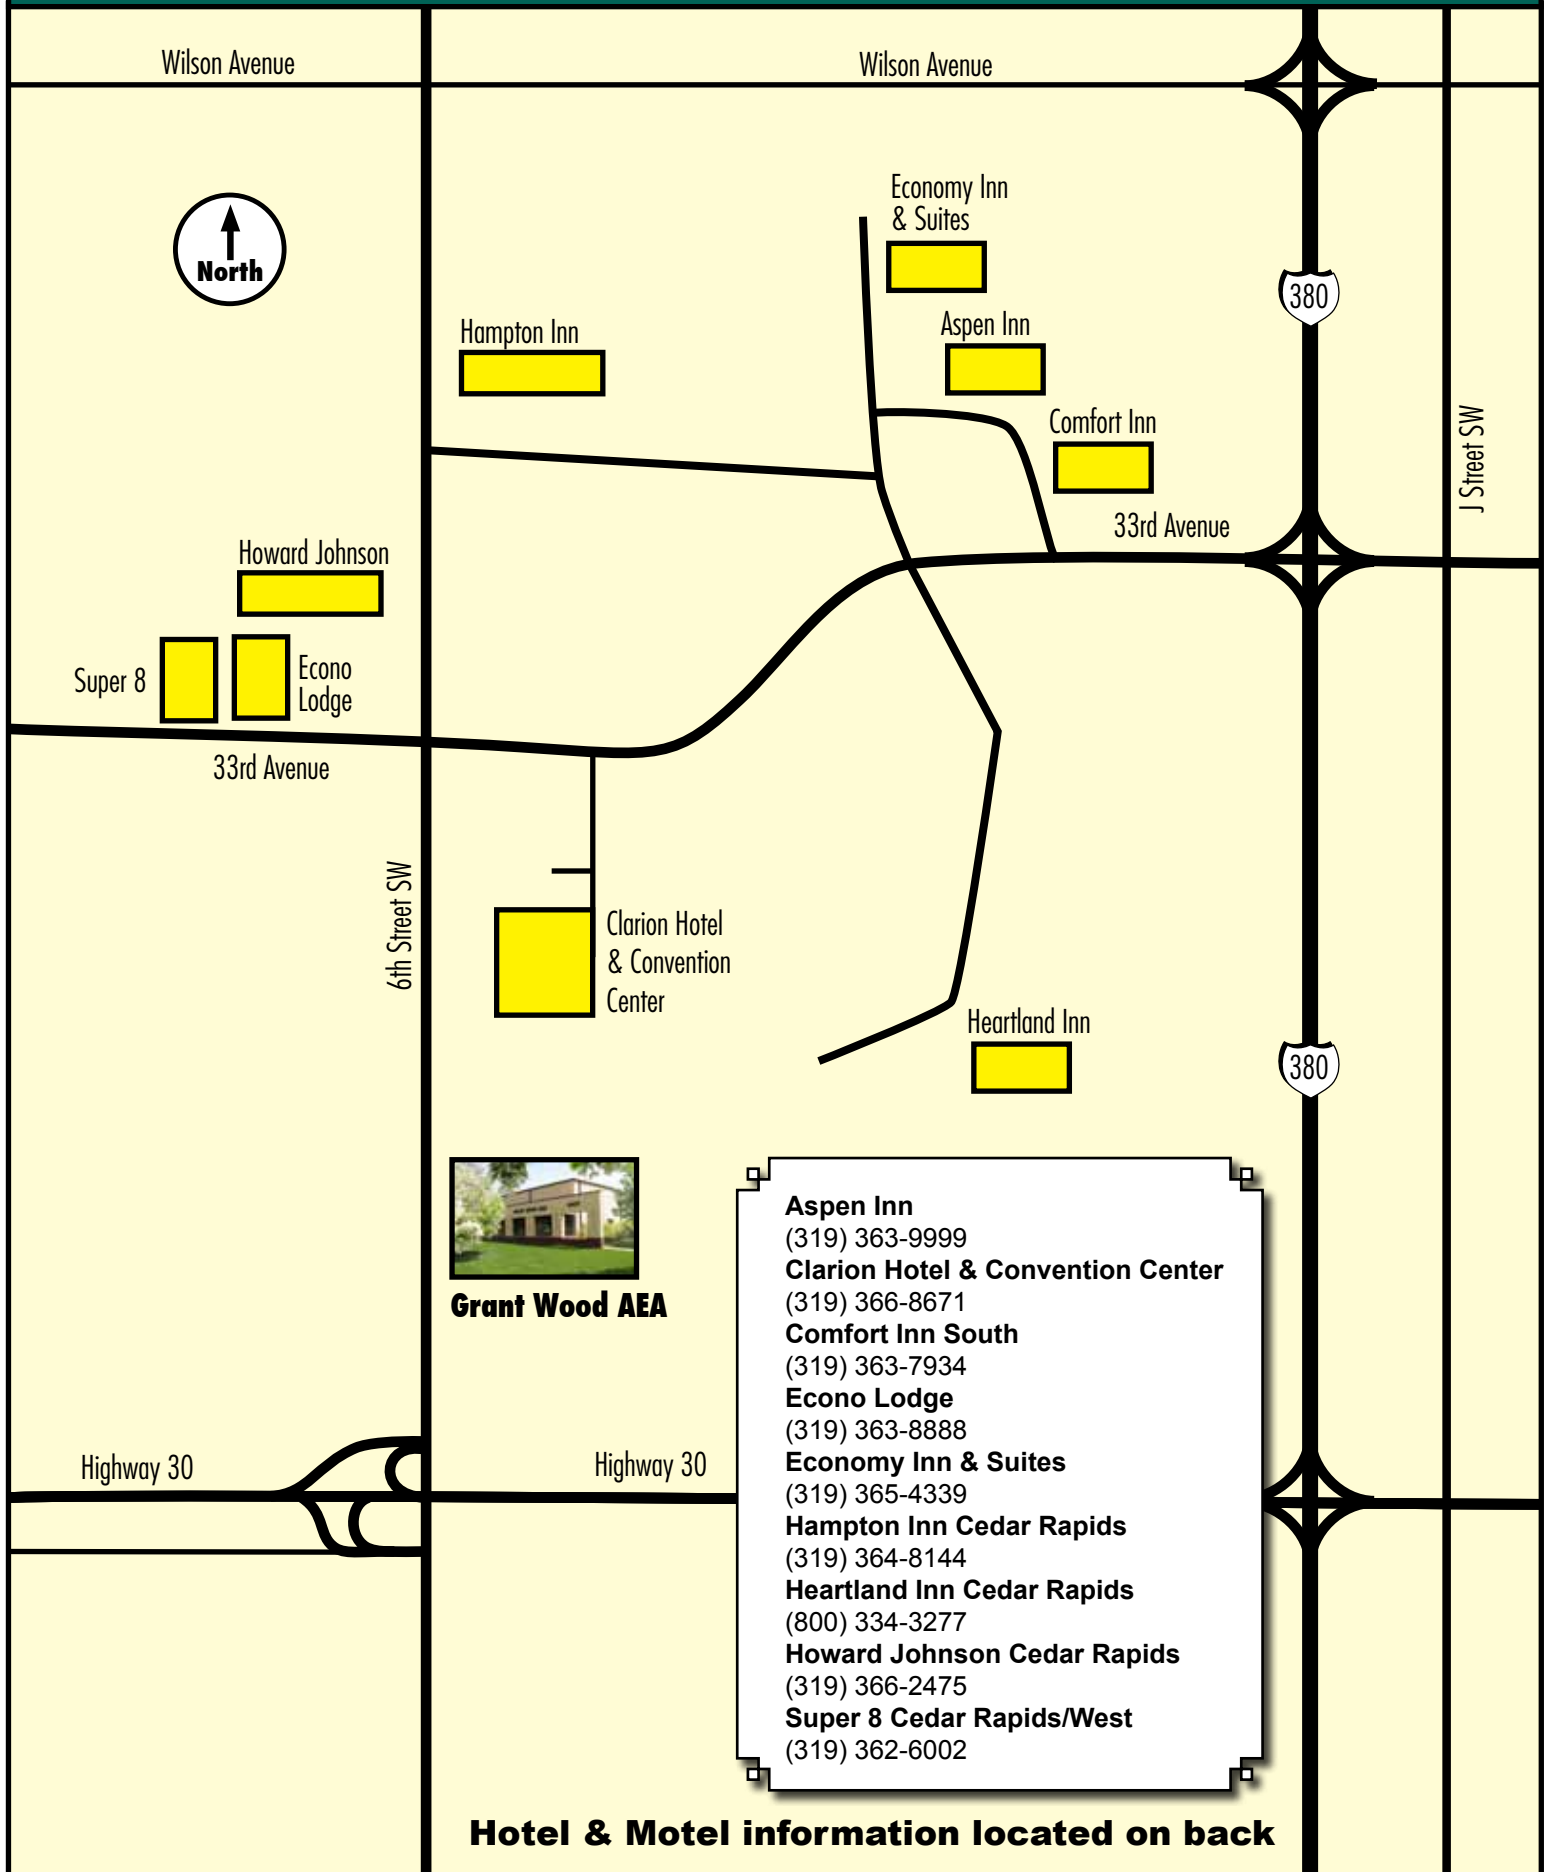 Wilson Avenue
Wilson Avenue
North
Economy Inn
& Suites
380
Aspen Inn
Hampton Inn
Comfort Inn
J Street SW
33rd Avenue
Howard Johnson
Super 8
Econo
Lodge
33rd Avenue
6th Street SW
Clarion Hotel
& Convention
Center
Heartland Inn
380
Grant Wood AEA
Highway 30
Highway 30
Aspen Inn
(319) 363-9999
Clarion Hotel & Convention Center
(319) 366-8671
Comfort Inn South
(319) 363-7934
Econo Lodge
(319) 363-8888
Economy Inn & Suites
(319) 365-4339
Hampton Inn Cedar Rapids
(319) 364-8144
Heartland Inn Cedar Rapids
(800) 334-3277
Howard Johnson Cedar Rapids
(319) 366-2475
Super 8 Cedar Rapids/West
(319) 362-6002
Hotel & Motel information located on back